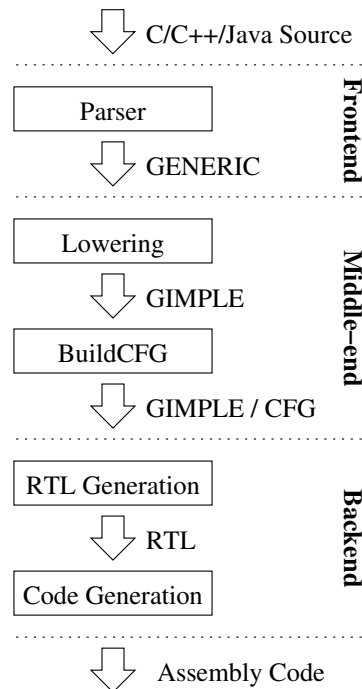 C/C++/Java Source
Parser
Frontend
GENERIC
Lowering
Middle-end
GIMPLE
BuildCFG
GIMPLE / CFG
RTL Generation
Backend
RTL
Code Generation
Assembly Code